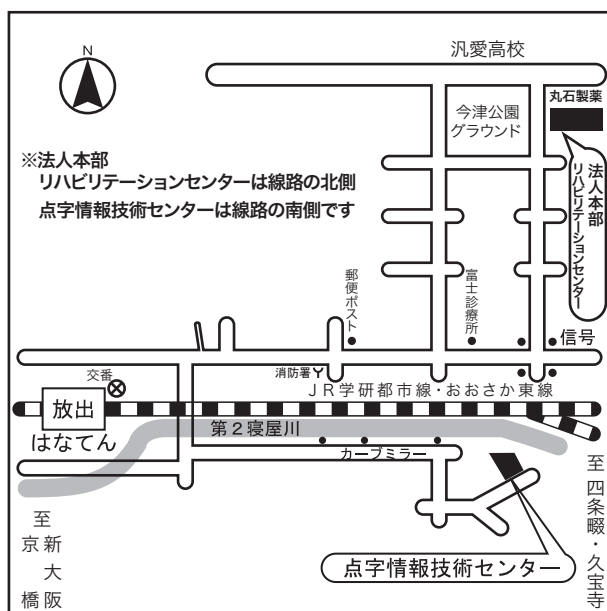 N
汎愛高校
丸石製薬
今津公園
グラウンド
※法人本部
リハビリテーションセンターは線路の北側
点字情報技術センターは線路の南側です
法人本部
リハビリテーションセンター
郵便ポスト
富士診療所
信号
交番
消防署
JR学研都市線・おおさか東線
放出
はなてん
第2寝屋川
カーブミラー
至 新大阪
京橋
至 四条畷・久宝寺
点字情報技術センター